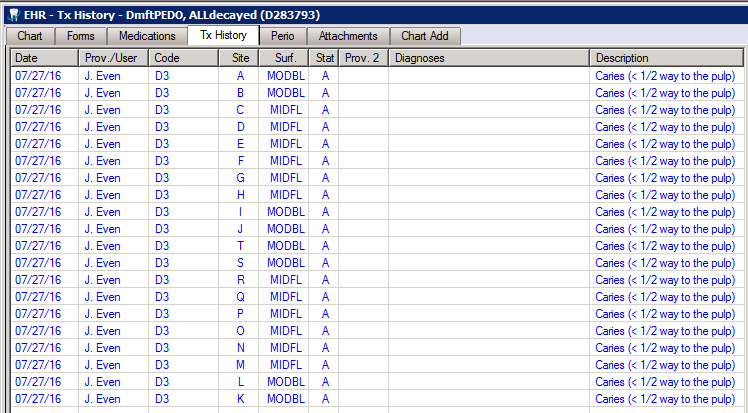 EHR - Tx History - DmftPEDO, ALLdecayed (D283793)
Chart Forms Medications Tx History Perio Attachments Chart Add
Date Prov./User Code Site Surf. Stat Prov. 2 Diagnoses Description
07/27/16 J. Even D3 A MODBL A Caries (< 1/2 way to the pulp)
07/27/16 J. Even D3 B MODBL A Caries (< 1/2 way to the pulp)
07/27/16 J. Even D3 C MIDFL A Caries (< 1/2 way to the pulp)
07/27/16 J. Even D3 D MIDFL A Caries (< 1/2 way to the pulp)
07/27/16 J. Even D3 E MIDFL A Caries (< 1/2 way to the pulp)
07/27/16 J. Even D3 F MIDFL A Caries (< 1/2 way to the pulp)
07/27/16 J. Even D3 G MIDFL A Caries (< 1/2 way to the pulp)
07/27/16 J. Even D3 H MIDFL A Caries (< 1/2 way to the pulp)
07/27/16 J. Even D3 I MODBL A Caries (< 1/2 way to the pulp)
07/27/16 J. Even D3 J MODBL A Caries (< 1/2 way to the pulp)
07/27/16 J. Even D3 T MODBL A Caries (< 1/2 way to the pulp)
07/27/16 J. Even D3 S MODBL A Caries (< 1/2 way to the pulp)
07/27/16 J. Even D3 R MIDFL A Caries (< 1/2 way to the pulp)
07/27/16 J. Even D3 Q MIDFL A Caries (< 1/2 way to the pulp)
07/27/16 J. Even D3 P MIDFL A Caries (< 1/2 way to the pulp)
07/27/16 J. Even D3 O MIDFL A Caries (< 1/2 way to the pulp)
07/27/16 J. Even D3 N MIDFL A Caries (< 1/2 way to the pulp)
07/27/16 J. Even D3 M MIDFL A Caries (< 1/2 way to the pulp)
07/27/16 J. Even D3 L MODBL A Caries (< 1/2 way to the pulp)
07/27/16 J. Even D3 K MODBL A Caries (< 1/2 way to the pulp)